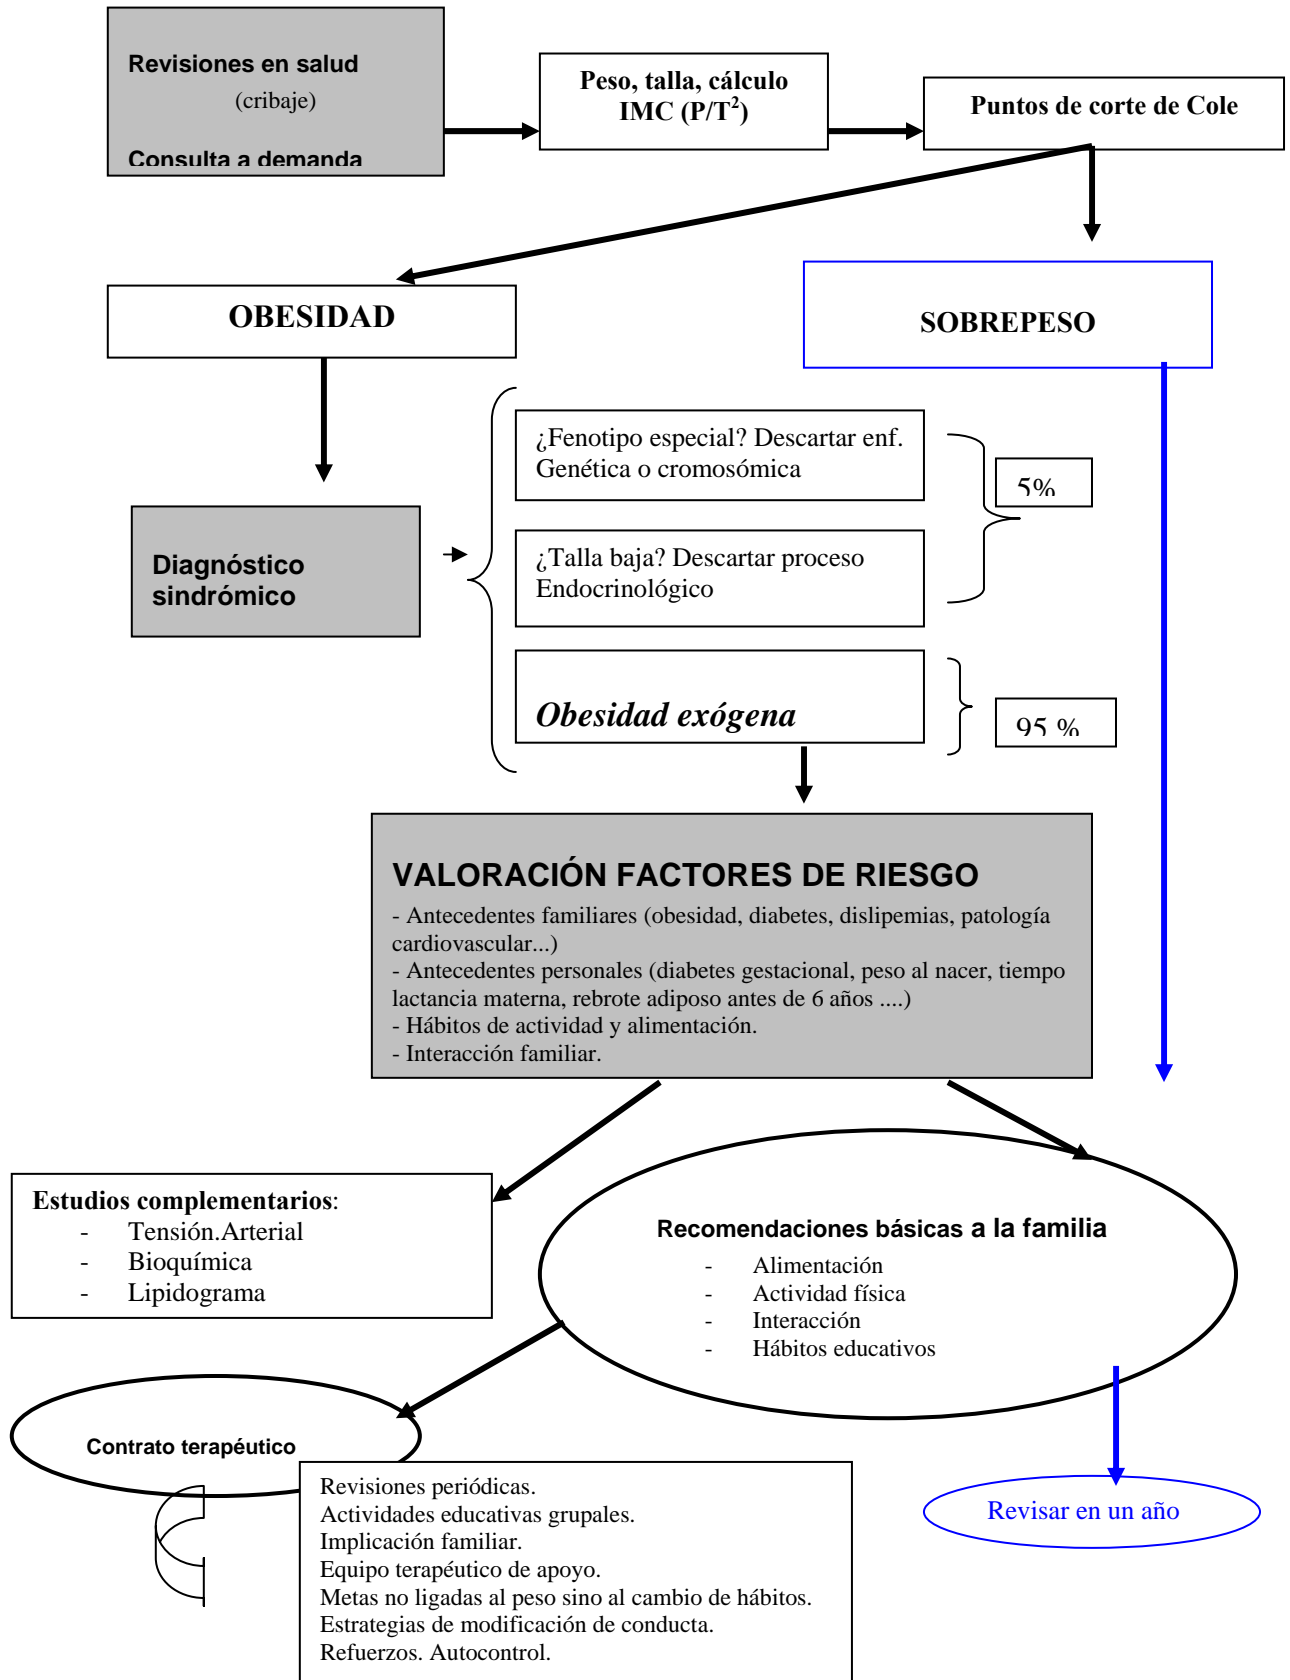 Revisiones en salud
(cribaje)
Consulta a demanda
Peso, talla, cálculo
IMC (P/T²)
Puntos de corte de Cole
OBESIDAD
SOBREPESO
¿Fenotipo especial? Descartar enf.
Genética o cromosómica
5%
Diagnóstico
sindrómico
¿Talla baja? Descartar proceso
Endocrinológico
Obesidad exógena
95 %
VALORACIÓN FACTORES DE RIESGO
- Antecedentes familiares (obesidad, diabetes, dislipemias, patología
cardiovascular...)
- Antecedentes personales (diabetes gestacional, peso al nacer, tiempo
lactancia materna, rebrote adiposo antes de 6 años ....)
- Hábitos de actividad y alimentación.
- Interacción familiar.
Estudios complementarios:
- Tensión.Arterial
- Bioquímica
- Lipidograma
Recomendaciones básicas a la familia
- Alimentación
- Actividad física
- Interacción
- Hábitos educativos
Contrato terapéutico
Revisiones periódicas.
Actividades educativas grupales.
Implicación familiar.
Equipo terapéutico de apoyo.
Metas no ligadas al peso sino al cambio de hábitos.
Estrategias de modificación de conducta.
Refuerzos. Autocontrol.
Revisar en un año